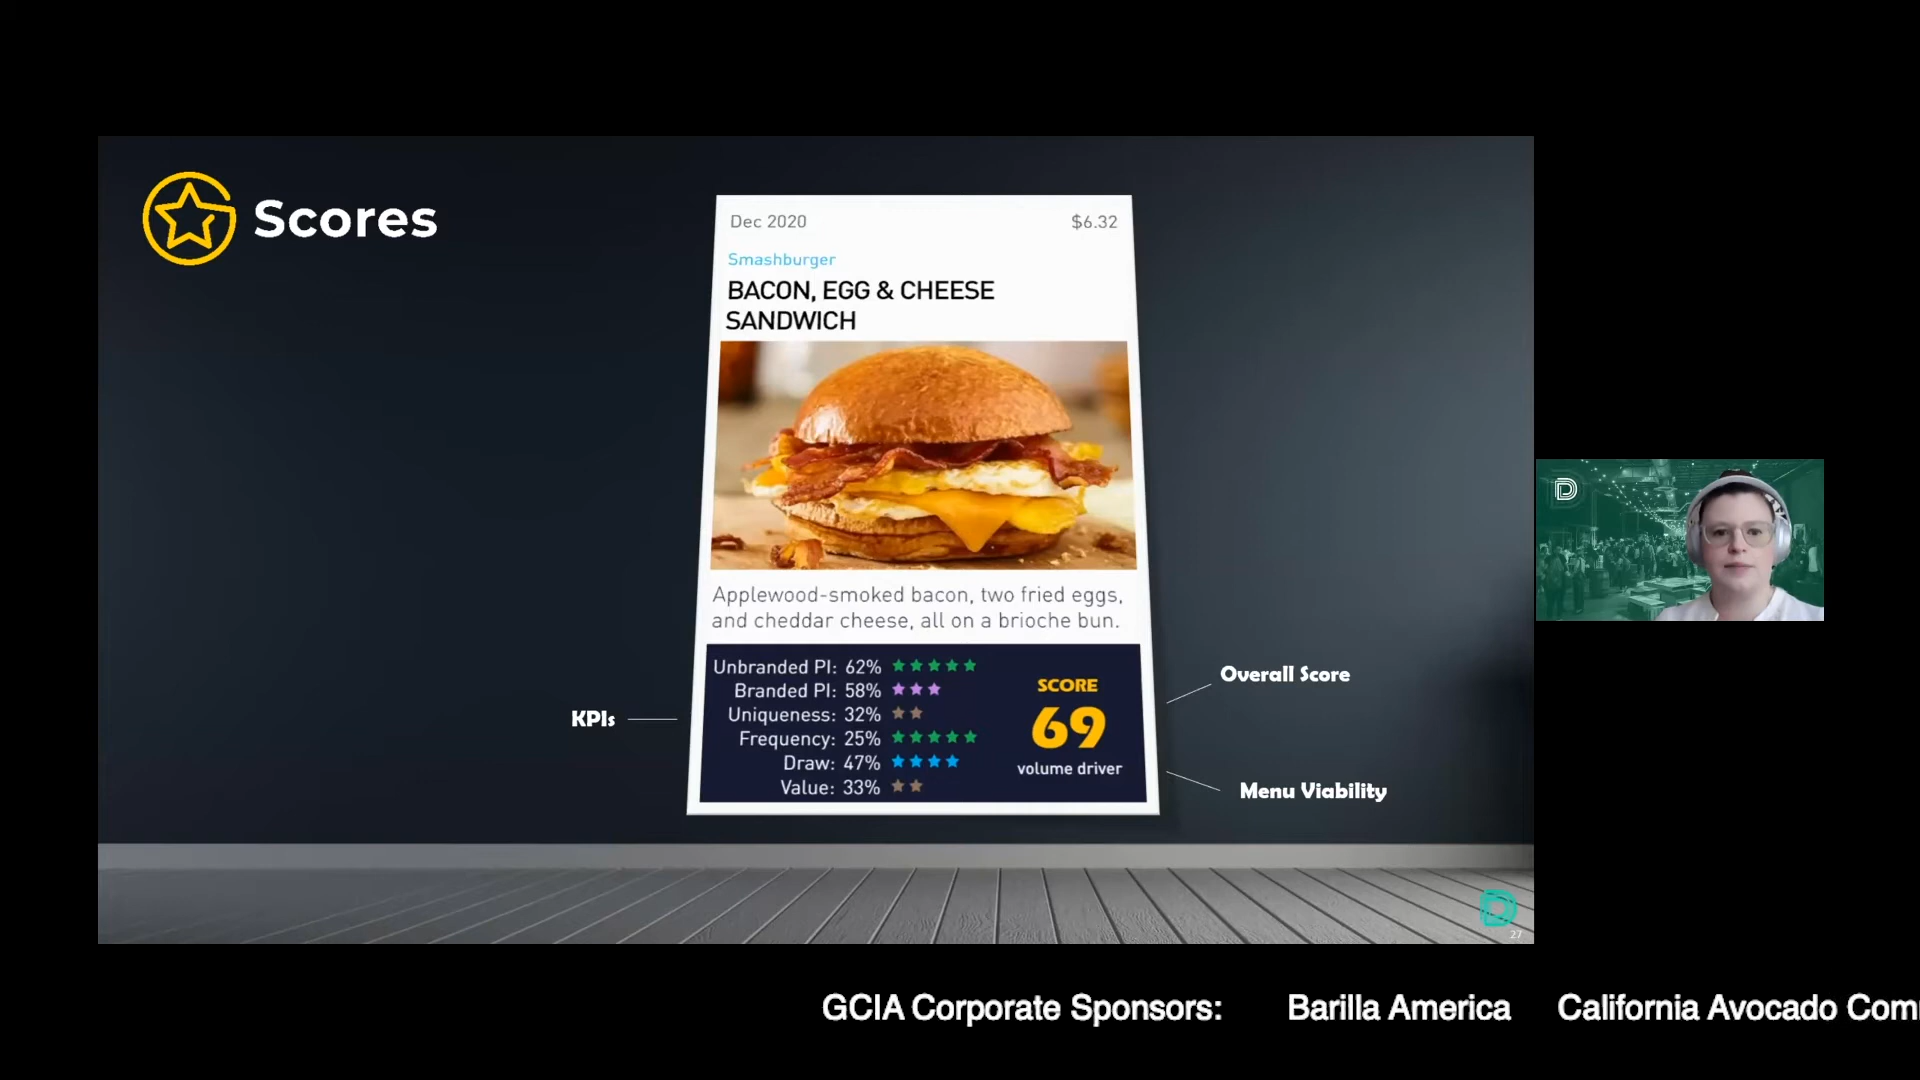 Scores
Dec 2020
$6.32
Smashburger
BACON, EGG & CHEESE
SANDWICH
Applewood-smoked bacon, two fried eggs,
and cheddar cheese, all on a brioche bun.
KPIs
Unbranded PI: 62%
Branded PI: 58%
Uniqueness: 32%
Frequency: 25%
Draw: 47%
Value: 33%
SCORE
69
volume driver
Overall Score
Menu Viability
27
GCIA Corporate Sponsors: Barilla America California Avocado Com